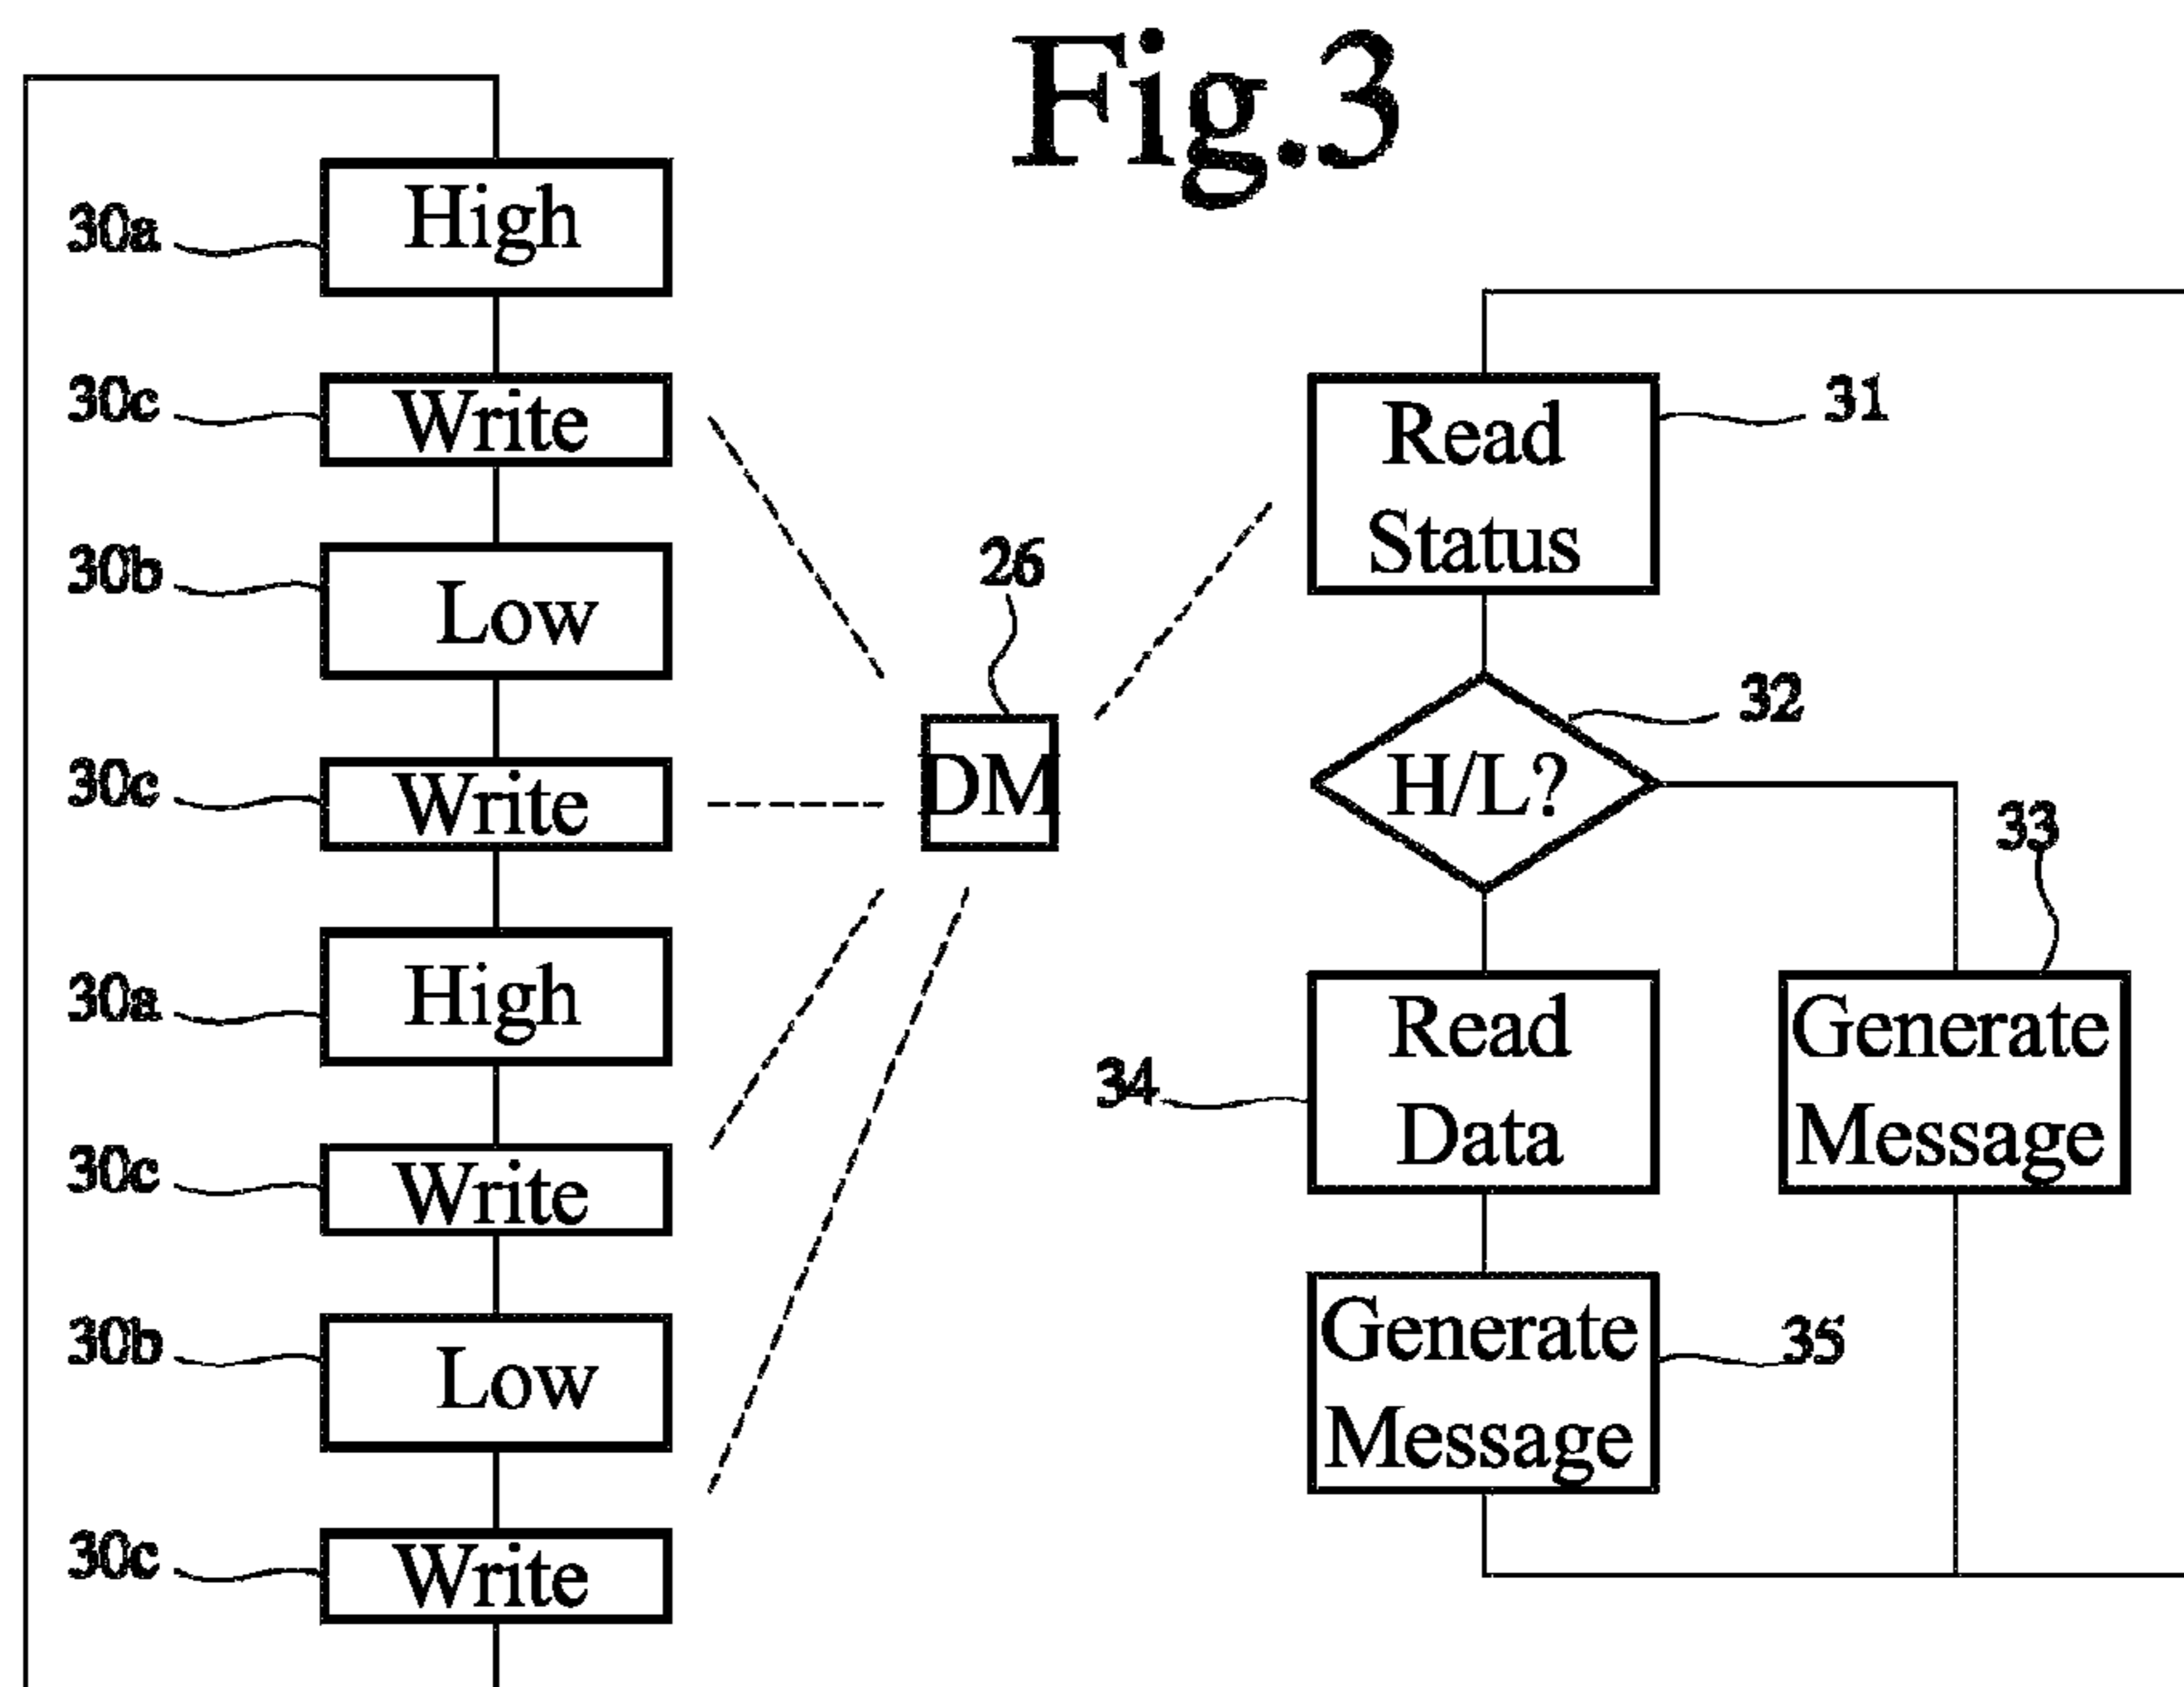 Fig.3
30a
High
30c
Write
30b
Low
30c
Write
30a
High
30c
Write
30b
Low
30c
Write
26
DM
31
Read
Status
32
H/L?
33
Generate
Message
34
Read
Data
35
Generate
Message